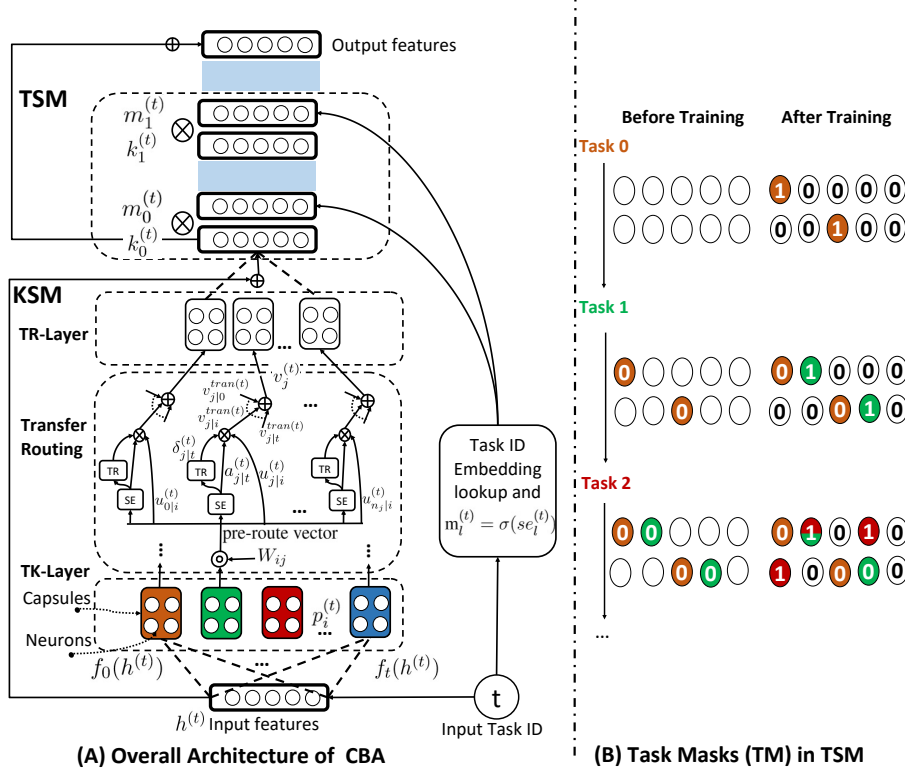 Output features
TSM
m_1^{(t)}
k_1^{(t)}
m_0^{(t)}
k_0^{(t)}
KSM
TR-Layer
...
v_j^{(t)}
v_{j|0}^{tran(t)}
v_{j|i}^{tran(t)}
v_{j|t}^{tran(t)}
...
Transfer
Routing
δ_{j|t}^{(t)}
a_{j|t}^{(t)}
u_{j|i}^{(t)}
TR TR TR
SE SE SE
u_{0|i}^{(t)}
u_{n_j|i}^{(t)}
...
pre-route vector
W_{ij}
... ... ...
TK-Layer
Capsules
Neurons
p_i^{(t)}
...
f_0(h^{(t)})
...
f_t(h^{(t)})
h^{(t)} Input features
Task ID
Embedding
lookup and
m_l^{(t)} = σ(se_l^{(t)})
t
Input Task ID
(A) Overall Architecture of CBA
Before Training After Training
Task 0
1 0 0 0 0
0 0 1 0 0
Task 1
0 0 1 0 0 0
0 0 0 0 1 0
Task 2
0 0 0 1 0 1 0
0 0 1 0 0 0 0
...
(B) Task Masks (TM) in TSM